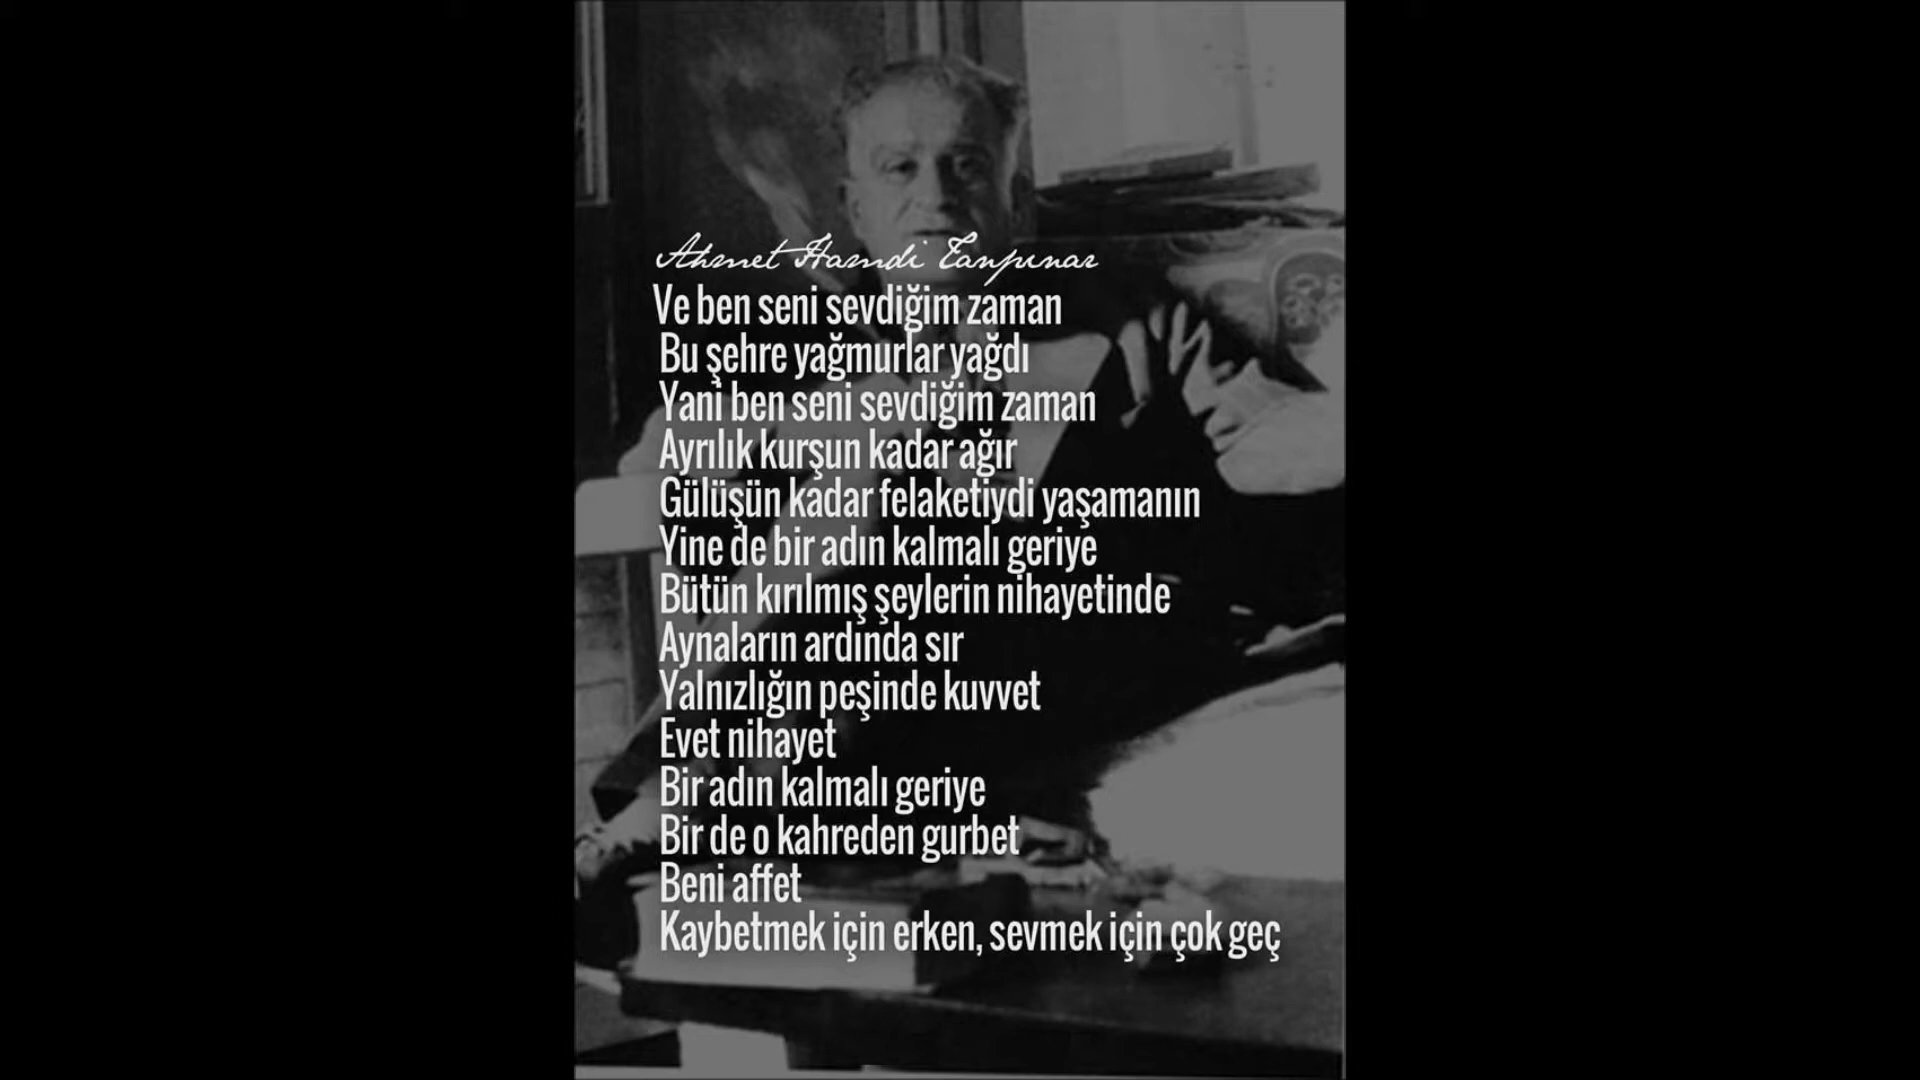 Ahmet Hamdi Tanpınar
Ve ben seni sevdiğim zaman
Bu şehre yağmurlar yağdı
Yani ben seni sevdiğim zaman
Ayrılık kurşun kadar ağır
Gülüşün kadar felaketiydi yaşamanın
Yine de bir adın kalmalı geriye
Bütün kırılmış şeylerin nihayetinde
Aynaların ardında sır
Yalnızlığın peşinde kuvvet
Evet nihayet
Bir adın kalmalı geriye
Bir de o kahreden gurbet
Beni affet
Kaybetmek için erken, sevmek için çok geç